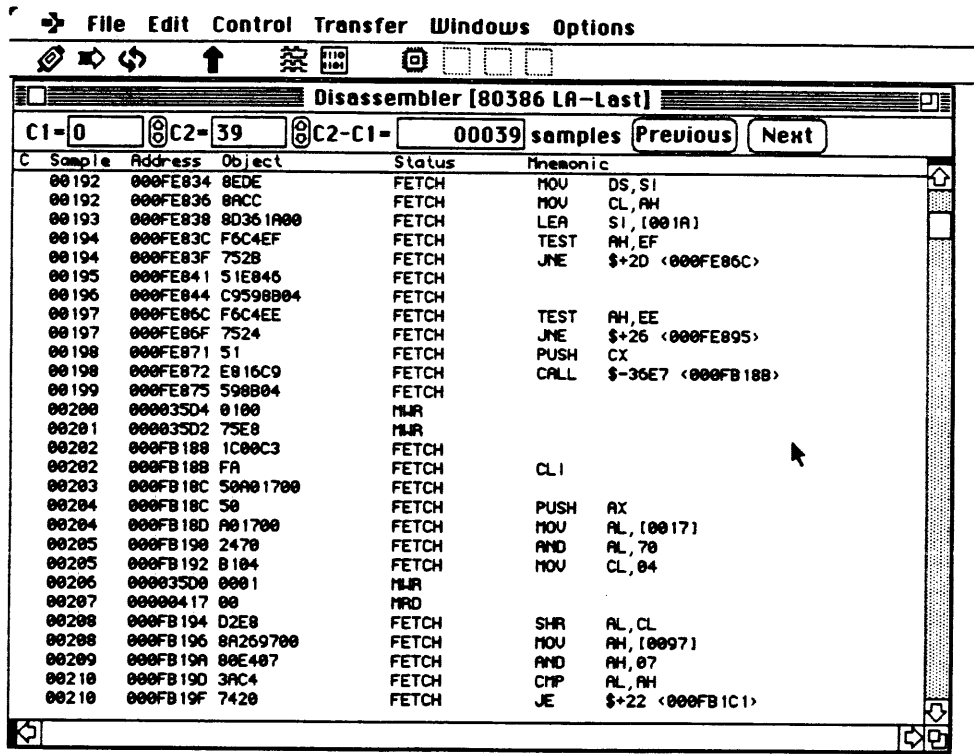 File Edit Control Transfer Windows Options
Disassembler [80386 LA-Last]
C1= 0 C2= 39 C2-C1= 00039 samples Previous Next
C Sample Address Object Status Mnemonic
00192 000FE834 8EDE FETCH MOV DS,SI
00192 000FE836 8ACC FETCH MOV CL,AH
00193 000FE838 8D361A00 FETCH LEA SI,[001A]
00194 000FE83C F6C4EF FETCH TEST AH,EF
00194 000FE83F 752B FETCH JNE $+2D <000FE86C>
00195 000FE841 51E846 FETCH
00196 000FE844 C9598B04 FETCH
00197 000FE86C F6C4EE FETCH TEST AH,EE
00197 000FE86F 7524 FETCH JNE $+26 <000FE895>
00198 000FE871 51 FETCH PUSH CX
00198 000FE872 E816C9 FETCH CALL $-36E7 <000FB18B>
00199 000FE875 598B04 FETCH
00200 000035D4 0100 MWR
00201 000035D2 75E8 MWR
00202 000FB188 1C00C3 FETCH
00202 000FB18B FA FETCH CLI
00203 000FB18C 50A01700 FETCH
00204 000FB18C 50 FETCH PUSH AX
00204 000FB18D A01700 FETCH MOV AL,[0017]
00205 000FB190 2470 FETCH AND AL,70
00205 000FB192 B104 FETCH MOV CL,04
00206 000035D0 0001 MWR
00207 00000417 00 MRD
00208 000FB194 D2E8 FETCH SHR AL,CL
00208 000FB196 8A269700 FETCH MOV AH,[0097]
00209 000FB19A 80E407 FETCH AND AH,07
00210 000FB19D 3AC4 FETCH CMP AL,AH
00210 000FB19F 7420 FETCH JE $+22 <000FB1C1>